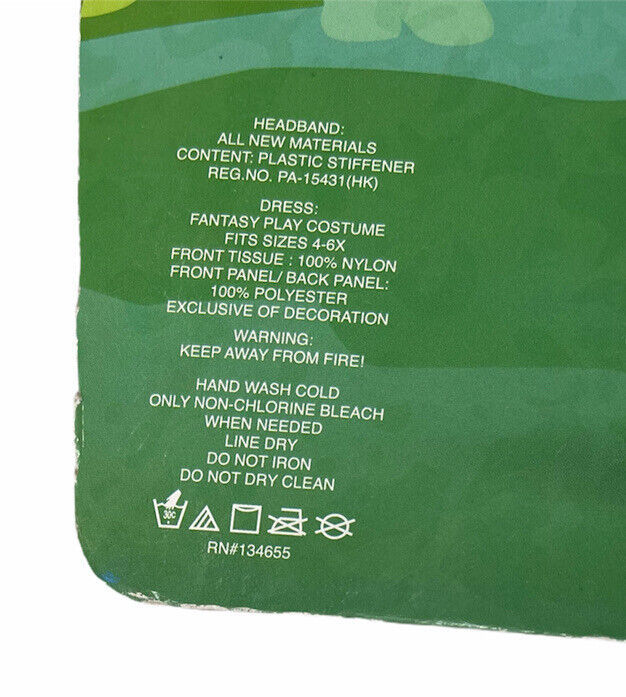 HEADBAND:
ALL NEW MATERIALS
CONTENT: PLASTIC STIFFENER
REG.NO. PA-15431(HK)
DRESS:
FANTASY PLAY COSTUME
FITS SIZES 4-6X
FRONT TISSUE : 100% NYLON
FRONT PANEL/ BACK PANEL:
100% POLYESTER
EXCLUSIVE OF DECORATION
WARNING:
KEEP AWAY FROM FIRE!
HAND WASH COLD
ONLY NON-CHLORINE BLEACH
WHEN NEEDED
LINE DRY
DO NOT IRON
DO NOT DRY CLEAN
30C
RN#134655